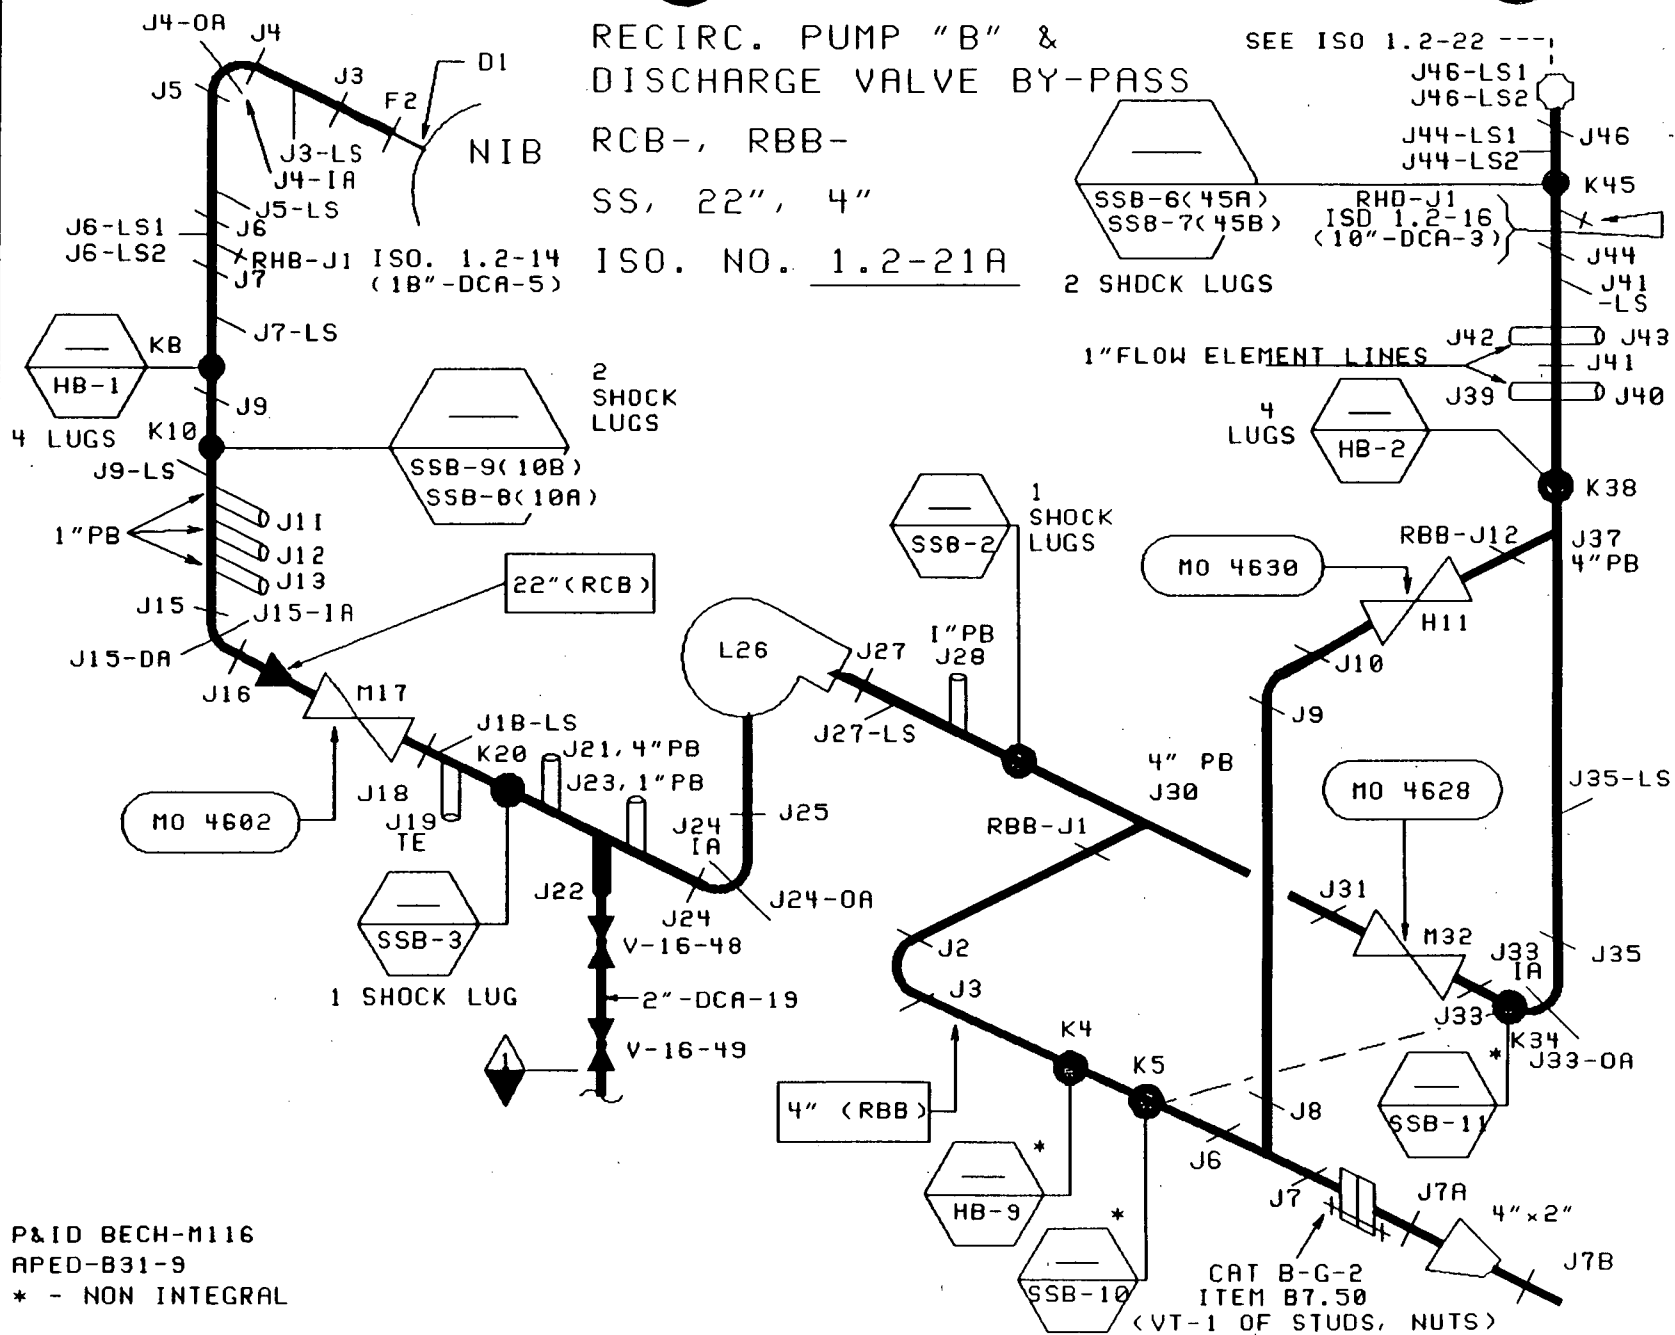 RECIRC. PUMP "B" &
DISCHARGE VALVE BY-PASS
RCB-, RBB-
SS, 22", 4"
ISO. NO. 1.2-21A
J4-OA
J4
J3
D1
F2
J5
NIB
J3-LS
J4-IA
J5-LS
J6
J6-LS1
J6-LS2
RHB-J1 ISO. 1.2-14
(18"-DCA-5)
J7
J7-LS
K8
HB-1
4 LUGS
J9
K10
J9-LS
2
SHOCK
LUGS
SSB-9(10B)
SSB-8(10A)
1"PB
J11
J12
J13
J15
J15-IA
J15-OA
J16
22"(RCB)
M17
MO 4602
J18
J18-LS
J19
TE
K20
J21, 4"PB
J23, 1"PB
J22
SSB-3
1 SHOCK LUG
V-16-48
2"-DCA-19
V-16-49
1
J24
J24
IA
J24-OA
J25
L26
J27
J27-LS
1"PB
J28
SSB-2
1
SHOCK
LUGS
4" PB
J30
RBB-J1
J2
J3
4" (RBB)
K4
K5
HB-9
*
SSB-10
*
J6
J7
J8
J9
J10
H11
MO 4630
RBB-J12
J37
4"PB
J31
MO 4628
M32
J33
IA
J33
K34
J33-OA
*
SSB-11
J35
J35-LS
K38
HB-2
4
LUGS
J39
J40
J41
J42
J43
1"FLOW ELEMENT LINES
J41
-LS
J44
RHD-J1
ISO 1.2-16
(10"-DCA-3)
K45
SSB-6(45A)
SSB-7(45B)
2 SHOCK LUGS
J44-LS1
J44-LS2
J46
J46-LS1
J46-LS2
SEE ISO 1.2-22
J7A
4"x2"
J7B
CAT B-G-2
ITEM B7.50
(VT-1 OF STUDS, NUTS)
P&ID BECH-M116
APED-B31-9
* - NON INTEGRAL